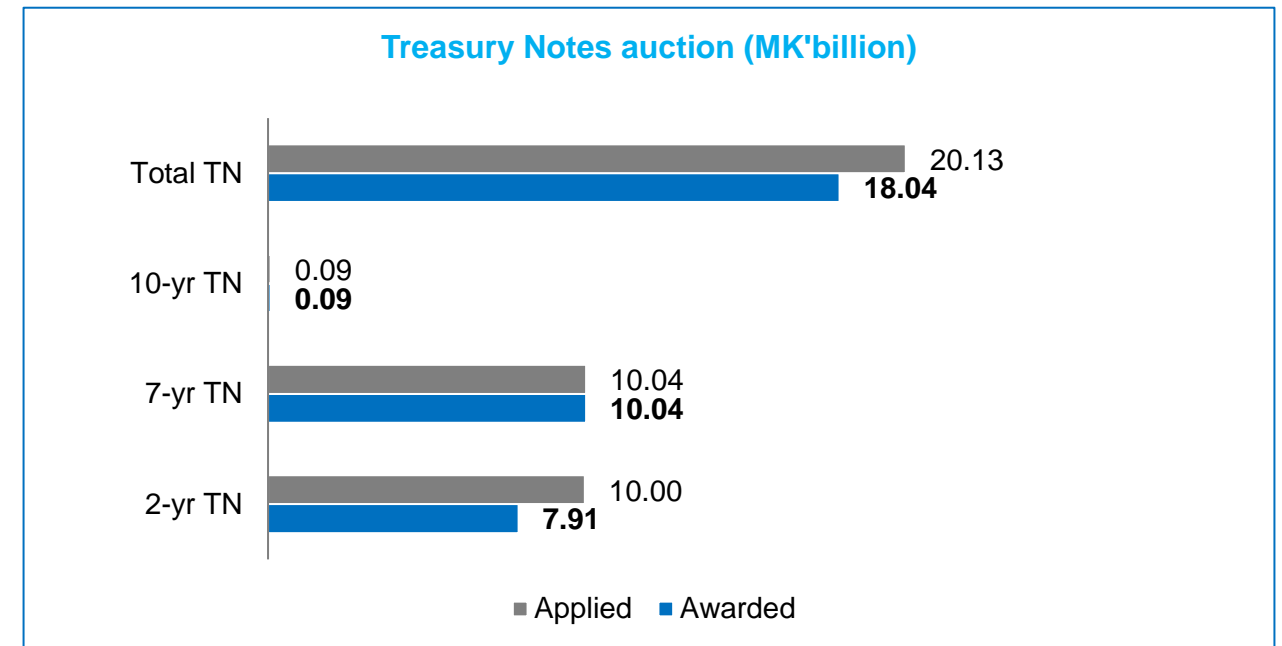 Treasury Notes auction (MK'billion)
Total TN
20.13
18.04
10-yr TN
0.09
0.09
7-yr TN
10.04
10.04
2-yr TN
10.00
7.91
Applied
Awarded